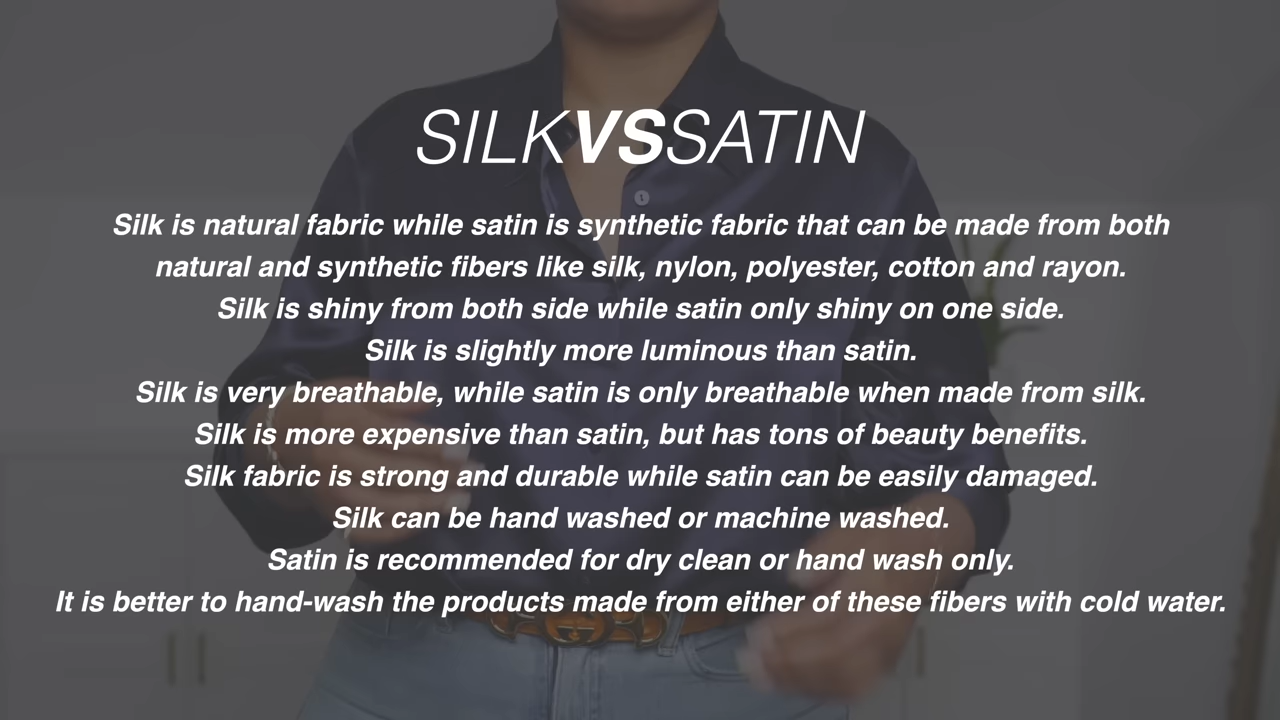 SILKVSSATIN
Silk is natural fabric while satin is synthetic fabric that can be made from both
natural and synthetic fibers like silk, nylon, polyester, cotton and rayon.
Silk is shiny from both side while satin only shiny on one side.
Silk is slightly more luminous than satin.
Silk is very breathable, while satin is only breathable when made from silk.
Silk is more expensive than satin, but has tons of beauty benefits.
Silk fabric is strong and durable while satin can be easily damaged.
Silk can be hand washed or machine washed.
Satin is recommended for dry clean or hand wash only.
It is better to hand-wash the products made from either of these fibers with cold water.